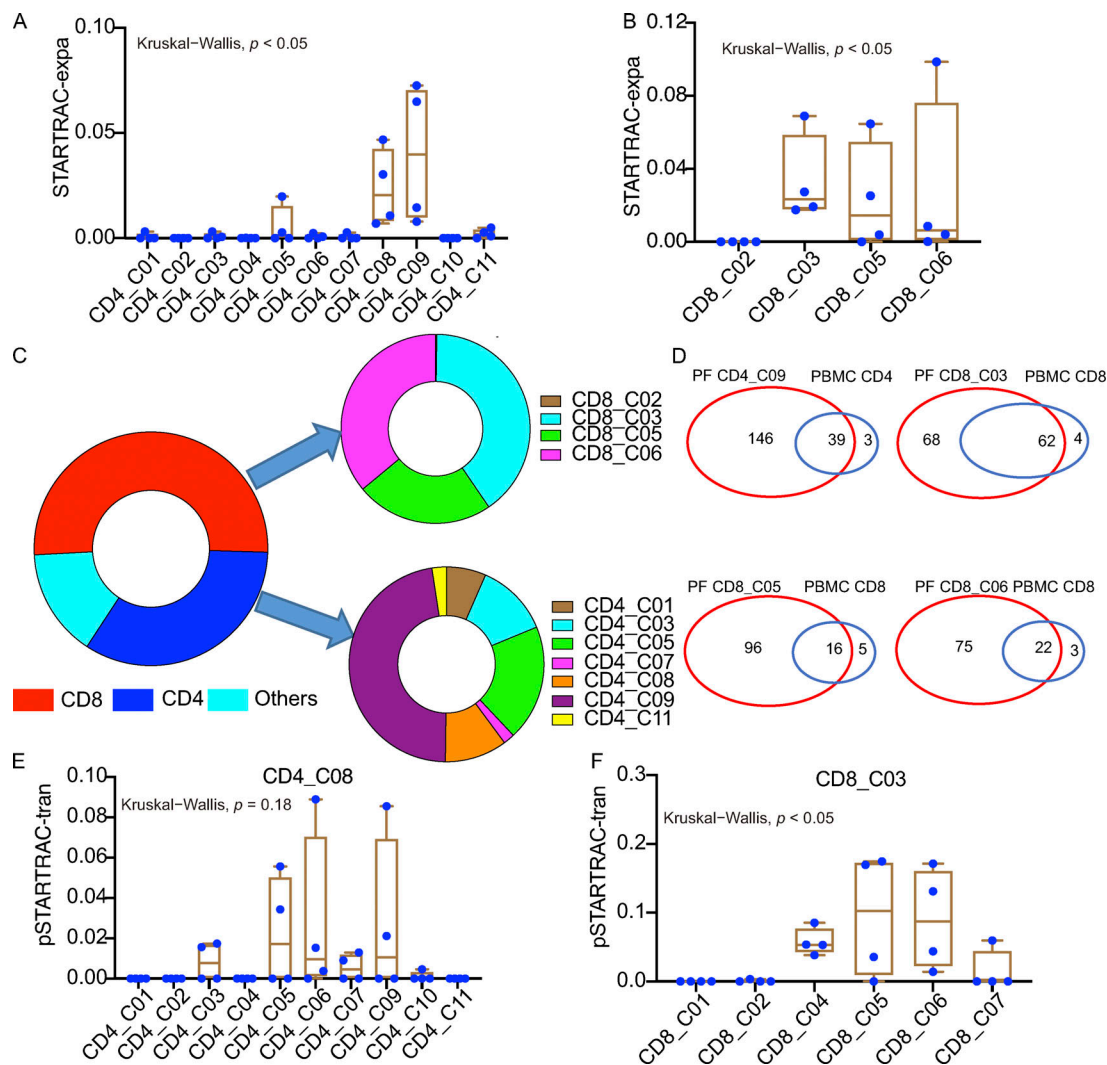 A
0.10
0.05
0.00
STARTRAC-expa
Kruskal−Wallis, p < 0.05
CD4_C01
CD4_C02
CD4_C03
CD4_C04
CD4_C05
CD4_C06
CD4_C07
CD4_C08
CD4_C09
CD4_C10
CD4_C11
B
0.12
0.08
0.04
0.00
STARTRAC-expa
Kruskal−Wallis, p < 0.05
CD8_C02
CD8_C03
CD8_C05
CD8_C06
C
CD8_C02
CD8_C03
CD8_C05
CD8_C06
CD8
CD4
Others
CD4_C01
CD4_C03
CD4_C05
CD4_C07
CD4_C08
CD4_C09
CD4_C11
D
PF CD4_C09 PBMC CD4
146 39 3
PF CD8_C03 PBMC CD8
68 62 4
PF CD8_C05 PBMC CD8
96 16 5
PF CD8_C06 PBMC CD8
75 22 3
E
CD4_C08
0.10
0.08
0.06
0.04
0.02
0.00
pSTARTRAC-tran
Kruskal−Wallis, p = 0.18
CD4_C01
CD4_C02
CD4_C03
CD4_C04
CD4_C05
CD4_C06
CD4_C07
CD4_C09
CD4_C10
CD4_C11
F
CD8_C03
0.3
0.2
0.1
0.0
pSTARTRAC-tran
Kruskal−Wallis, p < 0.05
CD8_C01
CD8_C02
CD8_C04
CD8_C05
CD8_C06
CD8_C07